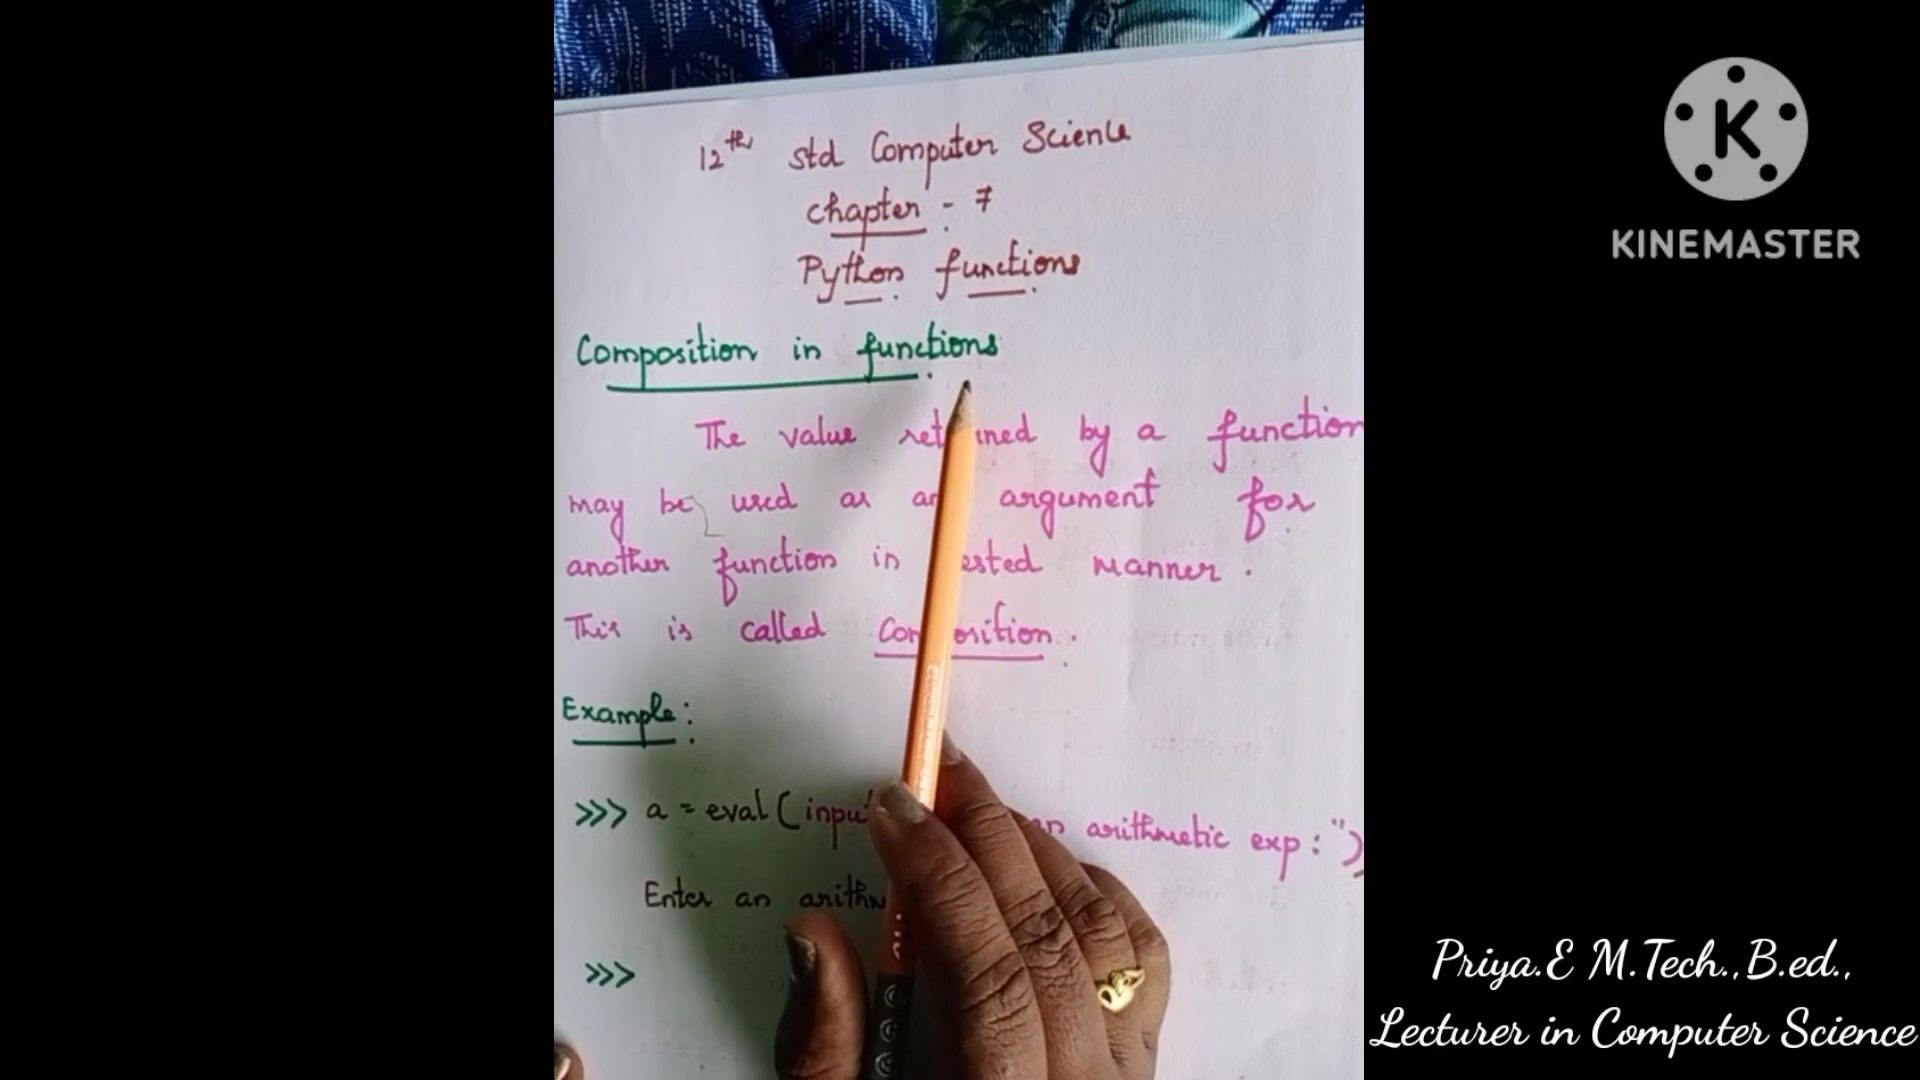 12th std Computer Science
chapter - 7
Python functions
Composition in functions
The value by a function
may be used as argument for
another function in manner.
This is called
Example:
>>> a = eval ( arithmetic exp : ")
Enter an
>>>
K
KINEMASTER
Priya.E M.Tech.,B.ed.,
Lecturer in Computer Science